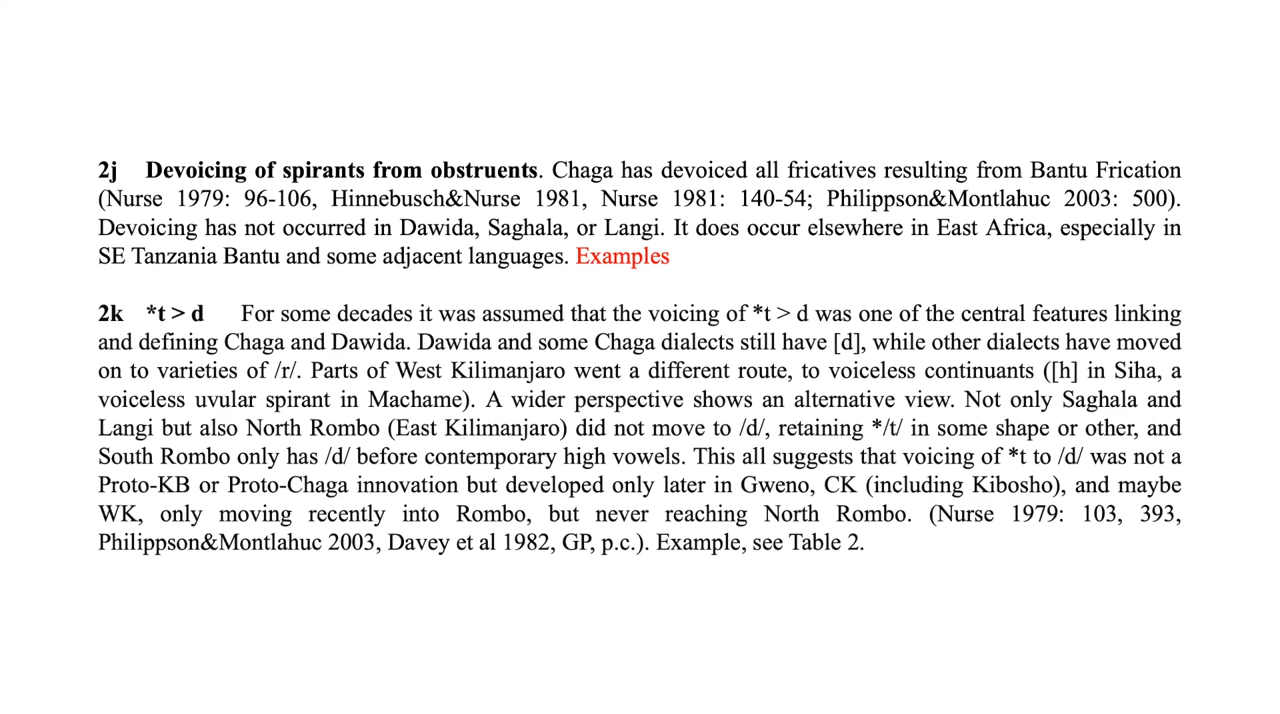 2j Devoicing of spirants from obstruents. Chaga has devoiced all fricatives resulting from Bantu Frication
(Nurse 1979: 96-106, Hinnebusch&Nurse 1981, Nurse 1981: 140-54; Philippson&Montlahuc 2003: 500).
Devoicing has not occurred in Dawida, Saghala, or Langi. It does occur elsewhere in East Africa, especially in
SE Tanzania Bantu and some adjacent languages. Examples
2k *t > d For some decades it was assumed that the voicing of *t > d was one of the central features linking
and defining Chaga and Dawida. Dawida and some Chaga dialects still have [d], while other dialects have moved
on to varieties of /r/. Parts of West Kilimanjaro went a different route, to voiceless continuants ([h] in Siha, a
voiceless uvular spirant in Machame). A wider perspective shows an alternative view. Not only Saghala and
Langi but also North Rombo (East Kilimanjaro) did not move to /d/, retaining */t/ in some shape or other, and
South Rombo only has /d/ before contemporary high vowels. This all suggests that voicing of *t to /d/ was not a
Proto-KB or Proto-Chaga innovation but developed only later in Gweno, CK (including Kibosho), and maybe
WK, only moving recently into Rombo, but never reaching North Rombo. (Nurse 1979: 103, 393,
Philippson&Montlahuc 2003, Davey et al 1982, GP, p.c.). Example, see Table 2.